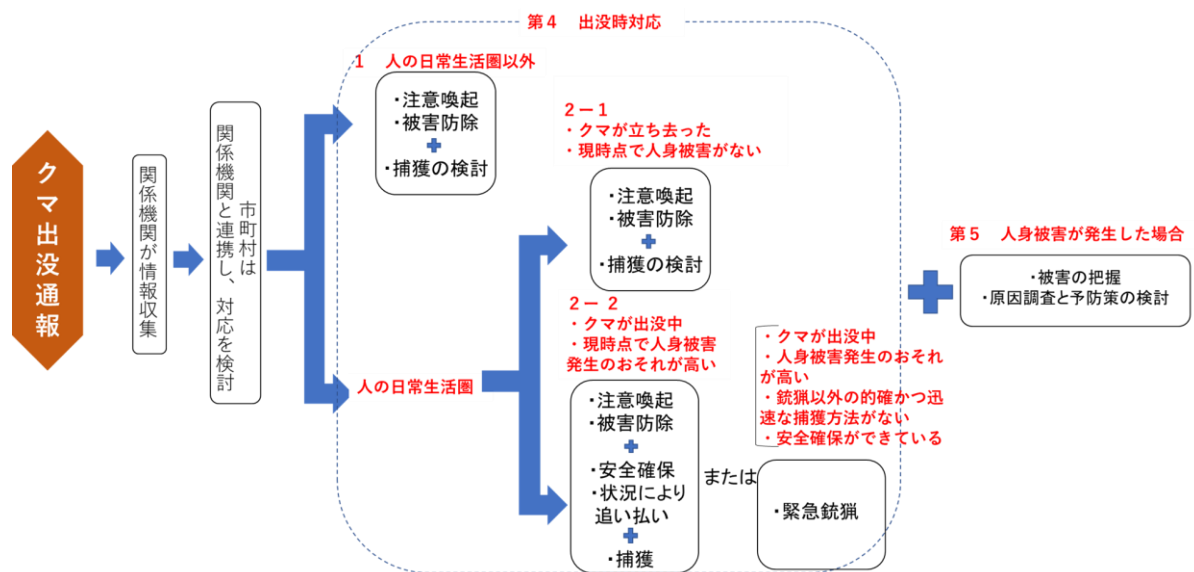 第4 出没時対応
クマ出没通報
関係機関が情報収集
市町村は
関係機関と連携し、対応を検討
1 人の日常生活圏以外
・注意喚起
・被害防除
・捕獲の検討
人の日常生活圏
2－1
・クマが立ち去った
・現時点で人身被害がない
・注意喚起
・被害防除
・捕獲の検討
2－2
・クマが出没中
・現時点で人身被害
発生のおそれが高い
・注意喚起
・被害防除
・安全確保
・状況により
追い払い
・捕獲
または
・クマが出没中
・人身被害発生のおそれ
が高い
・銃猟以外の的確かつ迅
速な捕獲方法がない
・安全確保ができている
・緊急銃猟
第5 人身被害が発生した場合
・被害の把握
・原因調査と予防策の検討